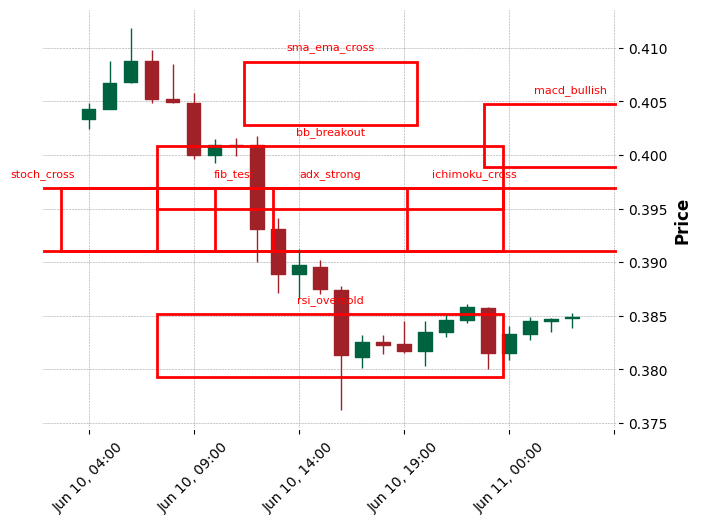 sma_ema_cross
0.410
macd_bullish
0.405
bb_breakout
0.400
stoch_cross fib_test adx_strong ichimoku_cross
0.395
Price
0.390
rsi_oversold
0.385
0.380
0.375
Jun 10, 04:00 Jun 10, 09:00 Jun 10, 14:00 Jun 10, 19:00 Jun 11, 00:00